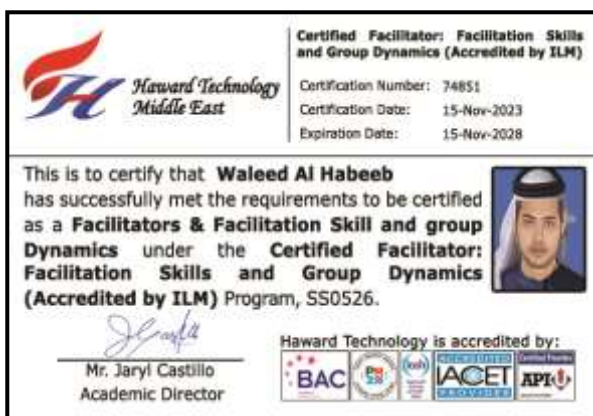 Haward Technology
Middle East
Certified Facilitator: Facilitation Skills
and Group Dynamics (Accredited by ILM)
Certification Number: 74851
Certification Date: 15-Nov-2023
Expiration Date: 15-Nov-2028
This is to certify that Waleed Al Habeeb
has successfully met the requirements to be certified
as a Facilitators & Facilitation Skill and group
Dynamics under the Certified Facilitator:
Facilitation Skills and Group Dynamics
(Accredited by ILM) Program, SS0526.
Mr. Jaryl Castillo
Academic Director
Haward Technology is accredited by:
BAC
ACCREDITED
IACET
PROVIDER
API